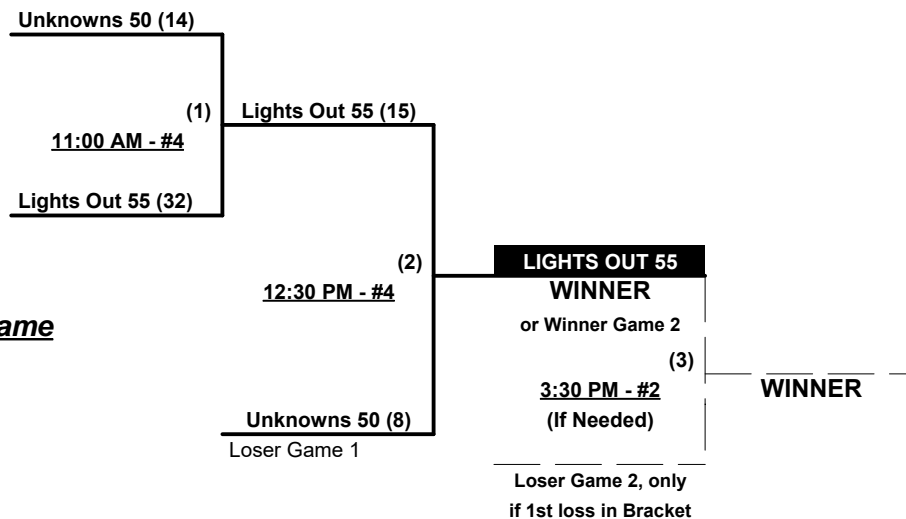 Unknowns 50 (14)
(1)
Lights Out 55 (15)
11:00 AM - #4
Lights Out 55 (32)
(2)
LIGHTS OUT 55
12:30 PM - #4
WINNER
or Winner Game 2
ame
(3)
3:30 PM - #2
WINNER
Unknowns 50 (8)
(If Needed)
Loser Game 1
Loser Game 2, only
if 1st loss in Bracket